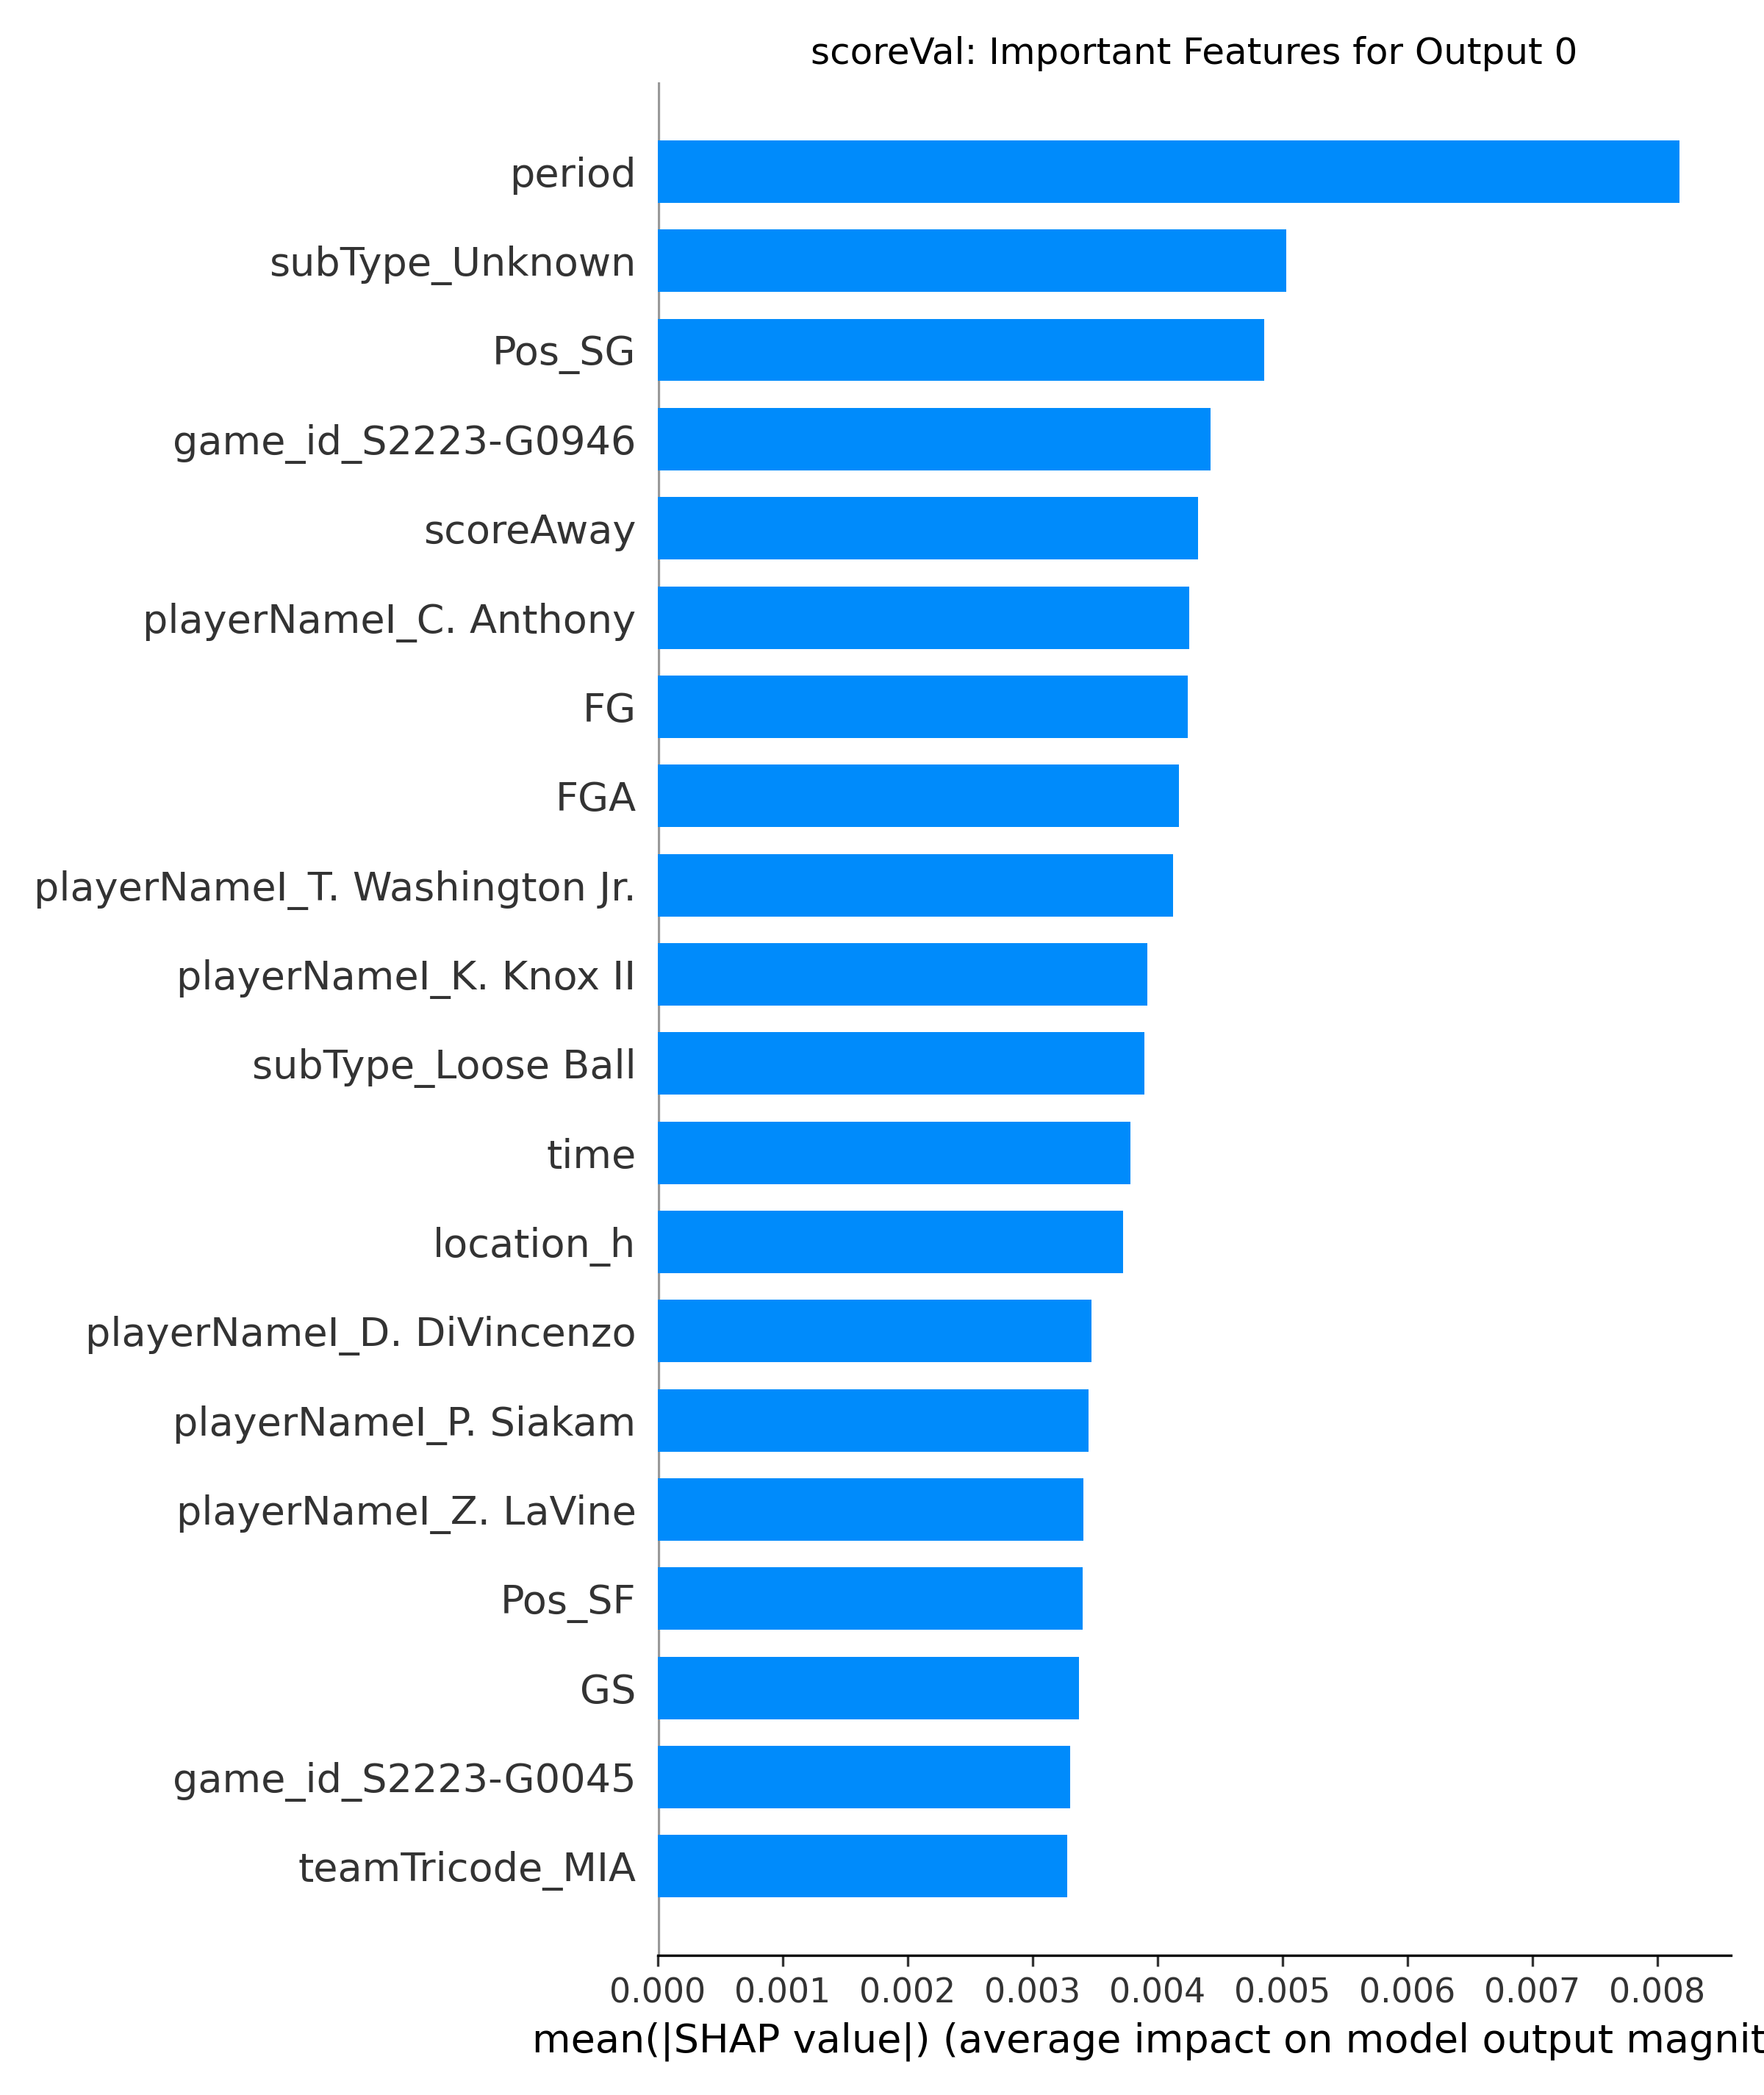 scoreVal: Important Features for Output 0
period
subType_Unknown
Pos_SG
game_id_S2223-G0946
scoreAway
playerNameI_C. Anthony
FG
FGA
playerNameI_T. Washington Jr.
playerNameI_K. Knox II
subType_Loose Ball
time
location_h
playerNameI_D. DiVincenzo
playerNameI_P. Siakam
playerNameI_Z. LaVine
Pos_SF
GS
game_id_S2223-G0045
teamTricode_MIA
0.000 0.001 0.002 0.003 0.004 0.005 0.006 0.007 0.008
mean(|SHAP value|) (average impact on model output magnit